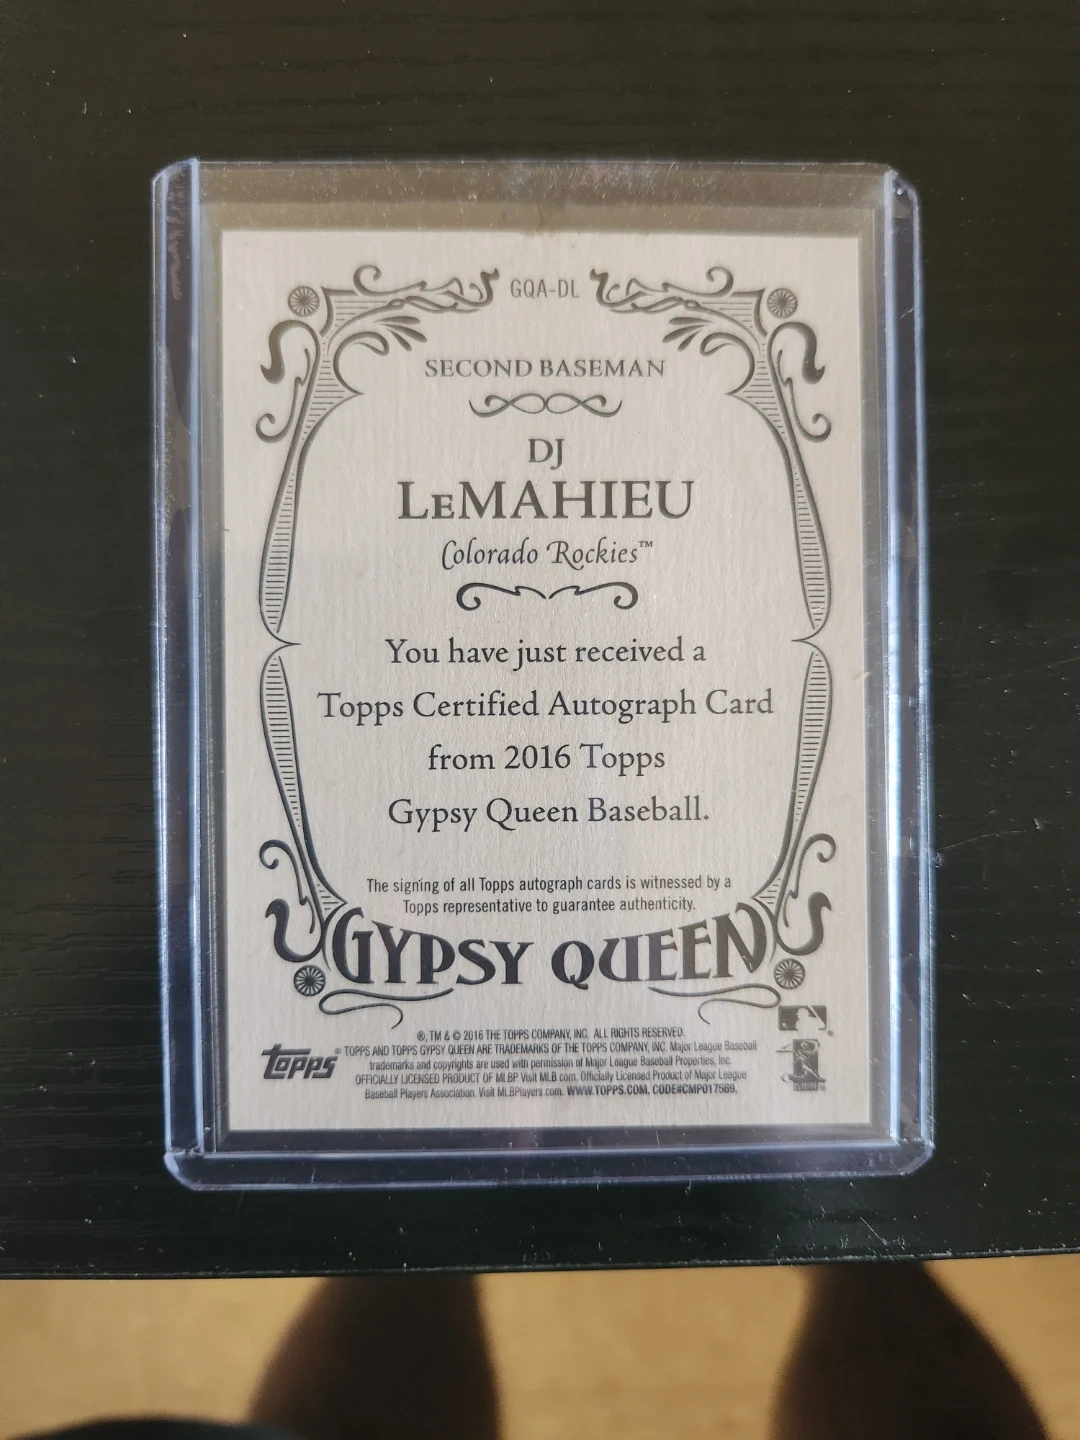 GQA-DL
SECOND BASEMAN
DJ
LeMAHIEU
Colorado Rockies™
You have just received a
Topps Certified Autograph Card
from 2016 Topps
Gypsy Queen Baseball.
The signing of all Topps autograph cards is witnessed by a
Topps representative to guarantee authenticity.
GYPSY QUEEN
®, TM & © 2016 THE TOPPS COMPANY, INC. ALL RIGHTS RESERVED.
topps® TOPPS AND TOPPS GYPSY QUEEN ARE TRADEMARKS OF THE TOPPS COMPANY, INC. Major League Baseball
trademarks and copyrights are used with permission of Major League Baseball Properties, Inc.
OFFICIALLY LICENSED PRODUCT OF MLBP Visit MLB.com. Officially Licensed Product of Major League
Baseball Players Association. Visit MLBPlayers.com. WWW.TOPPS.COM. CODE#CMP017569.